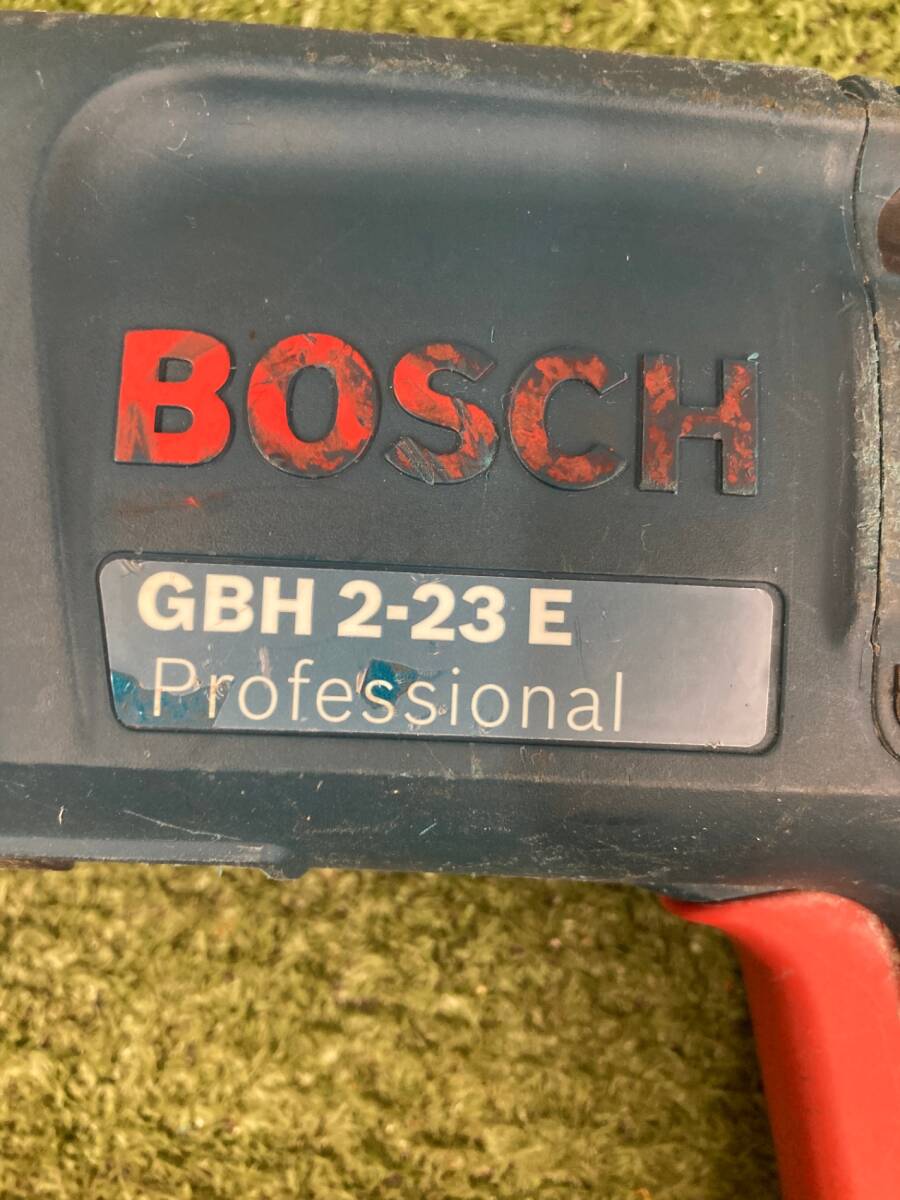 BOSCH
GBH 2-23 E
Professional